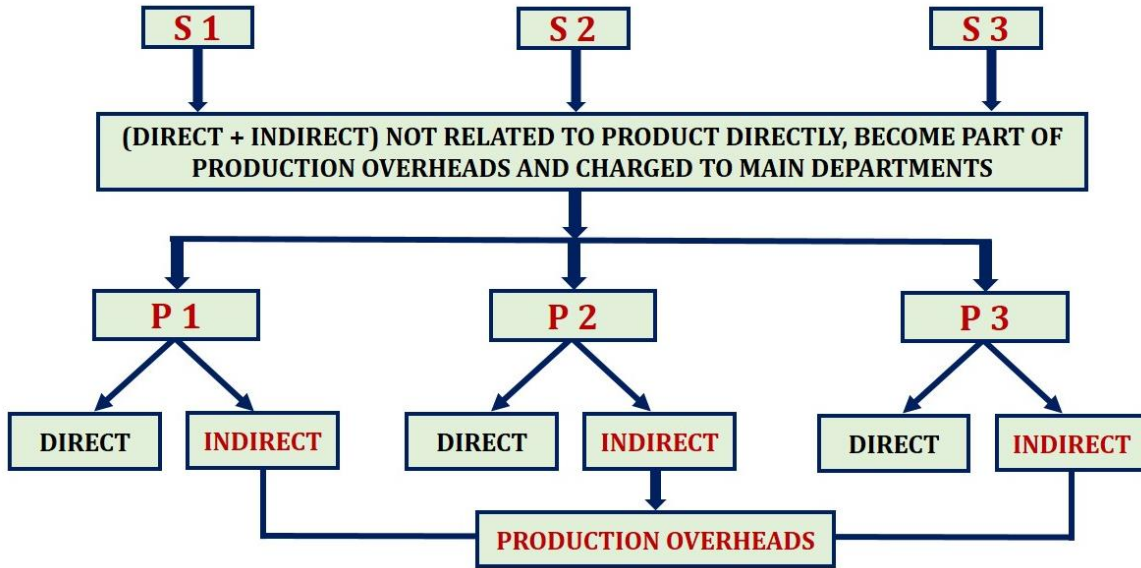 S 1
S 2
S 3
(DIRECT + INDIRECT) NOT RELATED TO PRODUCT DIRECTLY, BECOME PART OF
PRODUCTION OVERHEADS AND CHARGED TO MAIN DEPARTMENTS
P 1
P 2
P 3
DIRECT
INDIRECT
DIRECT
INDIRECT
DIRECT
INDIRECT
PRODUCTION OVERHEADS